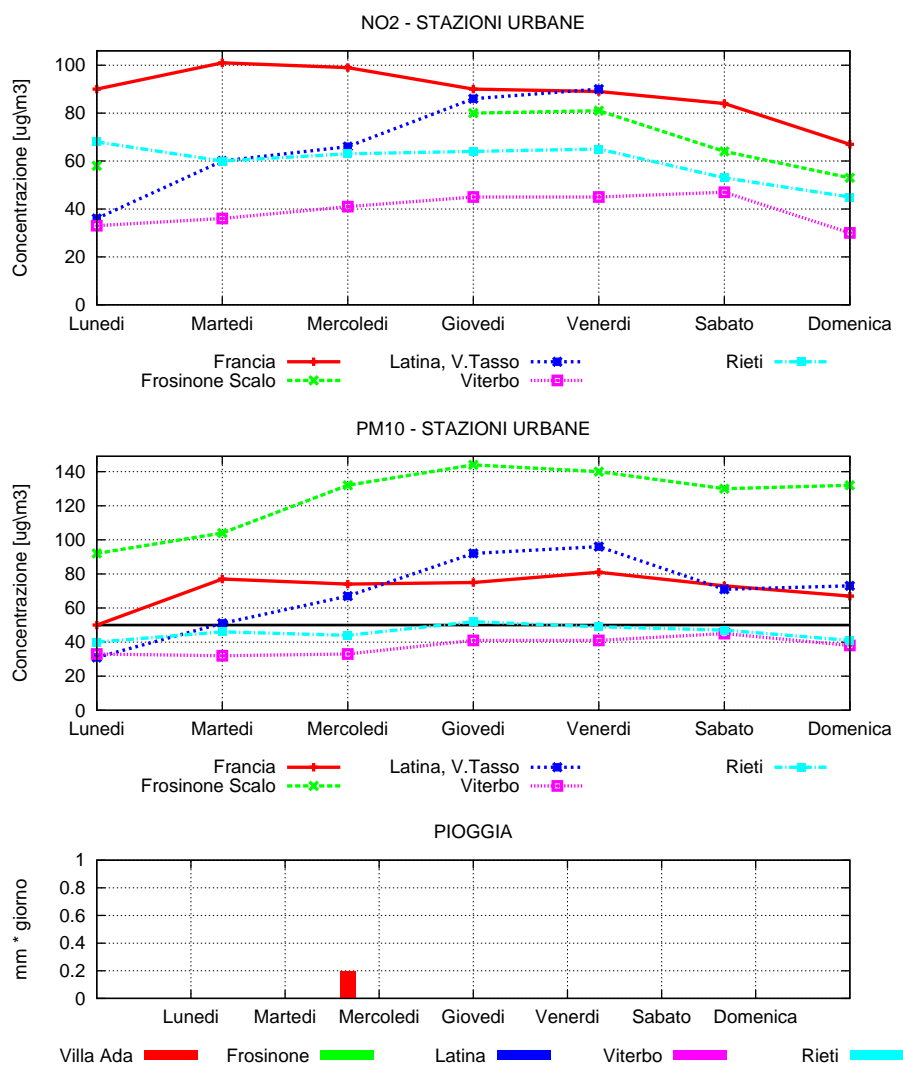 NO2 - STAZIONI URBANE
Concentrazione [ug\m3]
100
80
60
40
20
0
Lunedi Martedi Mercoledi Giovedi Venerdi Sabato Domenica
Francia Latina, V.Tasso Rieti
Frosinone Scalo Viterbo
PM10 - STAZIONI URBANE
Concentrazione [ug\m3]
140
120
100
80
60
40
20
0
Lunedi Martedi Mercoledi Giovedi Venerdi Sabato Domenica
Francia Latina, V.Tasso Rieti
Frosinone Scalo Viterbo
PIOGGIA
mm * giorno
1
0.8
0.6
0.4
0.2
0
Lunedi Martedi Mercoledi Giovedi Venerdi Sabato Domenica
Villa Ada Frosinone Latina Viterbo Rieti